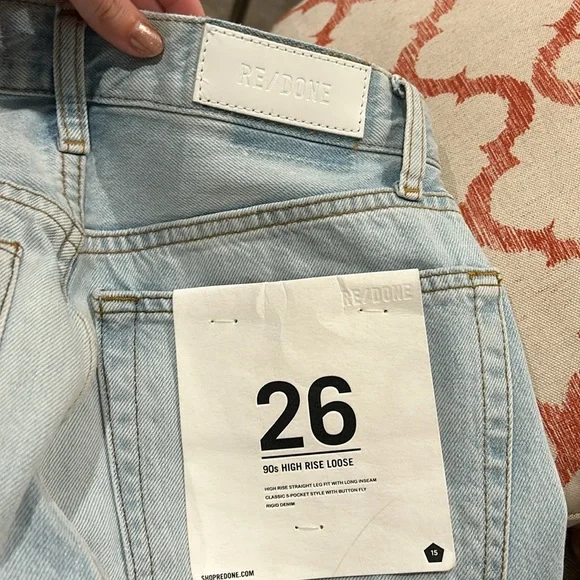 RE/DONE
RE/DONE
26
90s HIGH RISE LOOSE
HIGH RISE STRAIGHT LEG FIT WITH LONG INSEAM
CLASSIC 5-POCKET STYLE WITH BUTTON FLY
RIGID DENIM
15
SHOPREDONE.COM